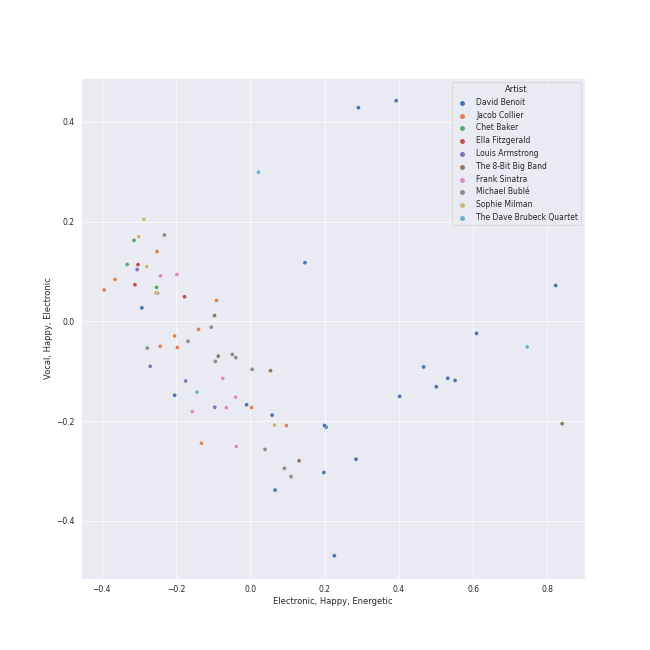 Artist
David Benoit
Jacob Collier
Chet Baker
Ella Fitzgerald
Louis Armstrong
The 8-Bit Big Band
Frank Sinatra
Michael Bublé
Sophie Milman
The Dave Brubeck Quartet
0.4
0.2
0.0
−0.2
−0.4
Vocal, Happy, Electronic
−0.4 −0.2 0.0 0.2 0.4 0.6 0.8
Electronic, Happy, Energetic